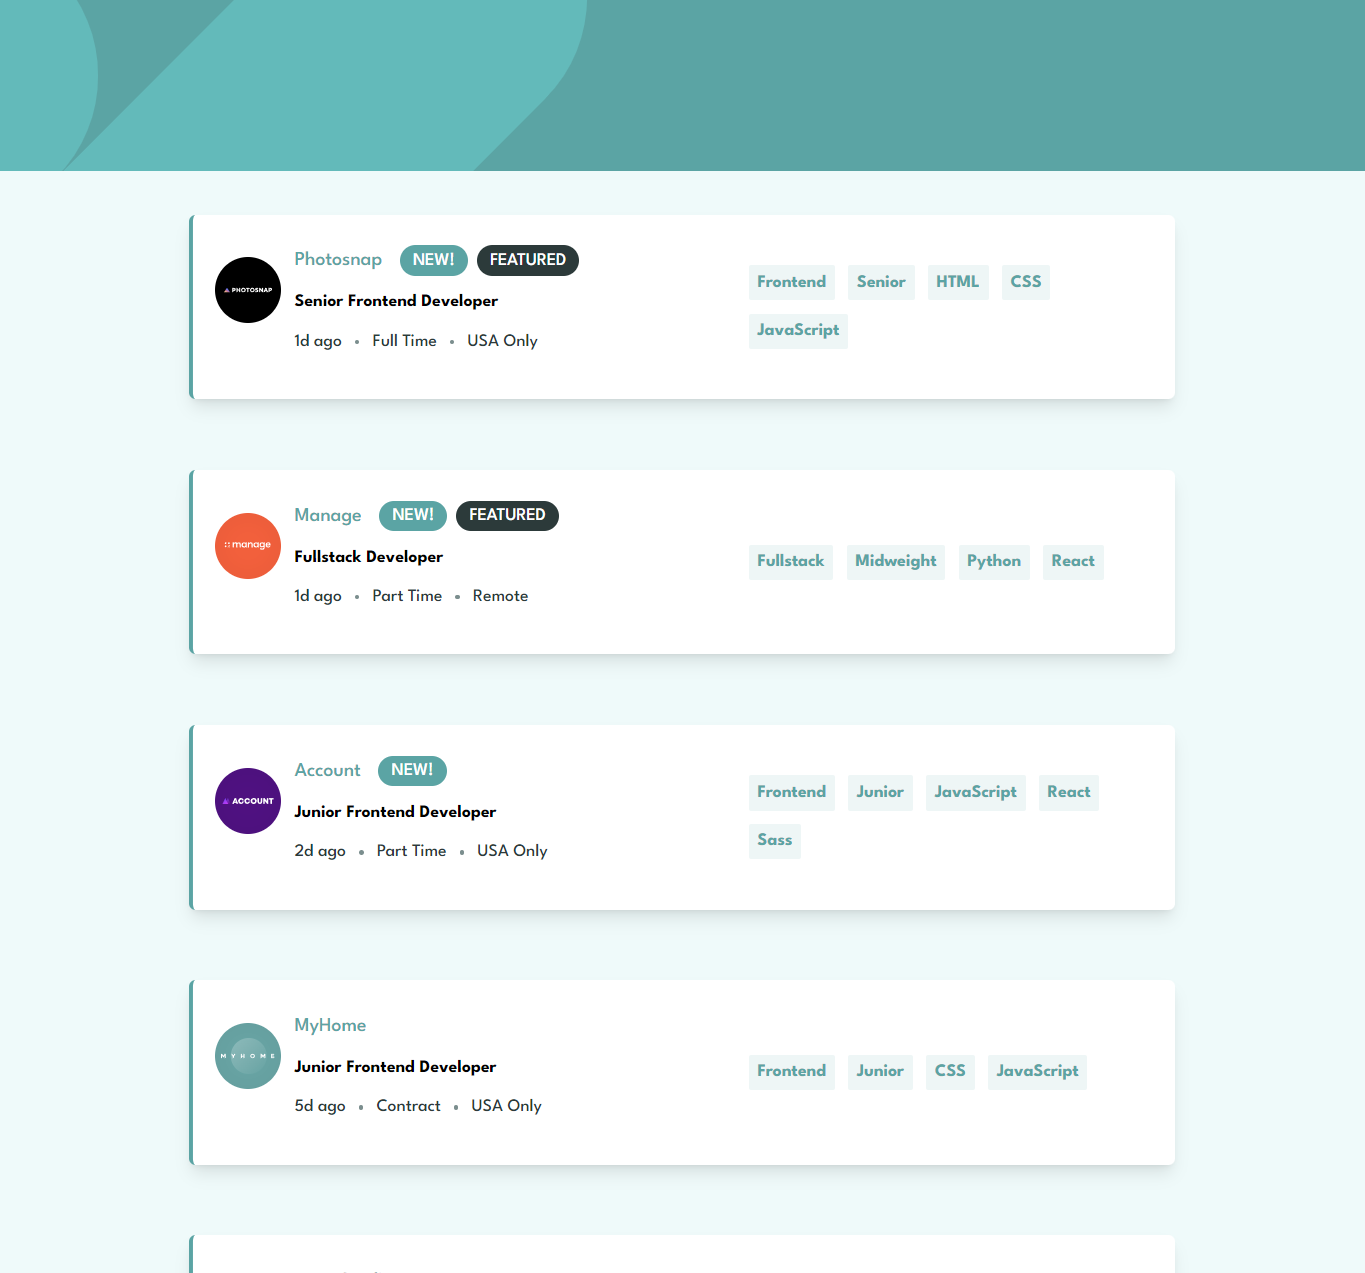 Photosnap NEW! FEATURED
PHOTOSNAP
Senior Frontend Developer
1d ago • Full Time • USA Only
Frontend Senior HTML CSS
JavaScript
Manage NEW! FEATURED
manage
Fullstack Developer
1d ago • Part Time • Remote
Fullstack Midweight Python React
Account NEW!
ACCOUNT
Junior Frontend Developer
2d ago • Part Time • USA Only
Frontend Junior JavaScript React
Sass
MyHome
MYHOME
Junior Frontend Developer
5d ago • Contract • USA Only
Frontend Junior CSS JavaScript